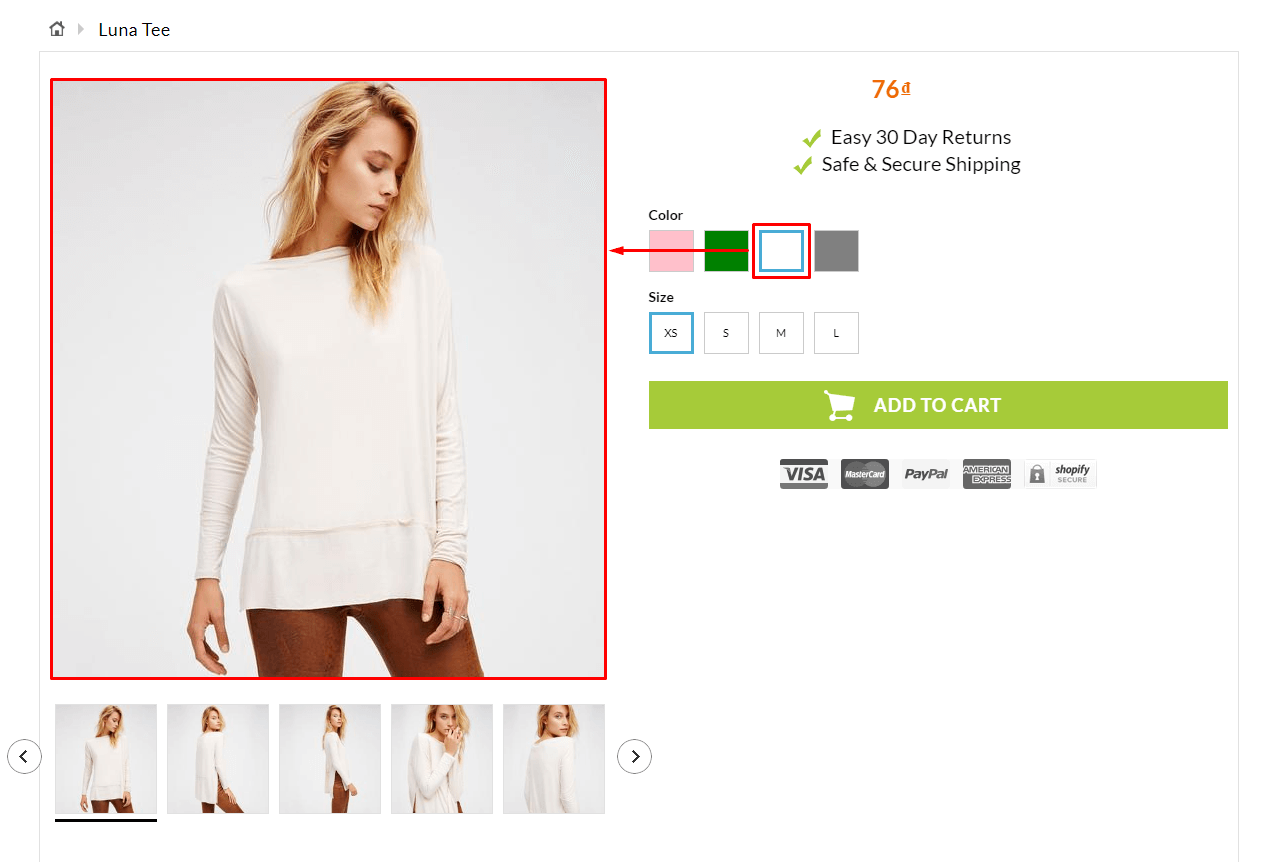 Luna Tee
76₫
Easy 30 Day Returns
Safe & Secure Shipping
Color
Size
XS S M L
ADD TO CART
VISA MasterCard PayPal AMERICAN EXPRESS shopify SECURE